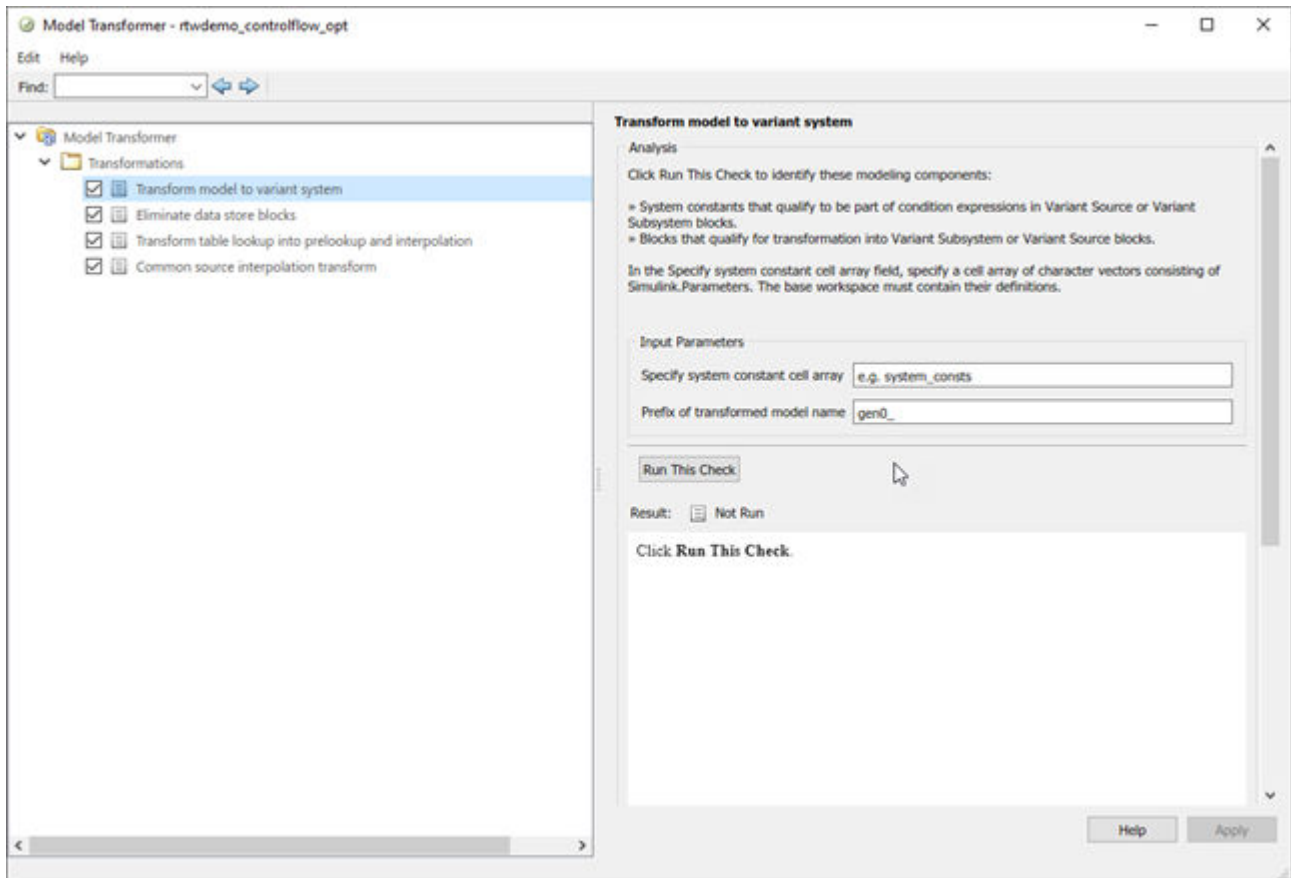 Model Transformer - rtwdemo_controlflow_opt
Edit Help
Find:
Model Transformer
Transformations
Transform model to variant system
Eliminate data store blocks
Transform table lookup into prelookup and interpolation
Common source interpolation transform
Transform model to variant system
Analysis
Click Run This Check to identify these modeling components:
» System constants that qualify to be part of condition expressions in Variant Source or Variant
Subsystem blocks.
» Blocks that qualify for transformation into Variant Subsystem or Variant Source blocks.
In the Specify system constant cell array field, specify a cell array of character vectors consisting of
Simulink.Parameters. The base workspace must contain their definitions.
Input Parameters
Specify system constant cell array e.g. system_consts
Prefix of transformed model name gen0_
Run This Check
Result: Not Run
Click Run This Check.
Help Apply